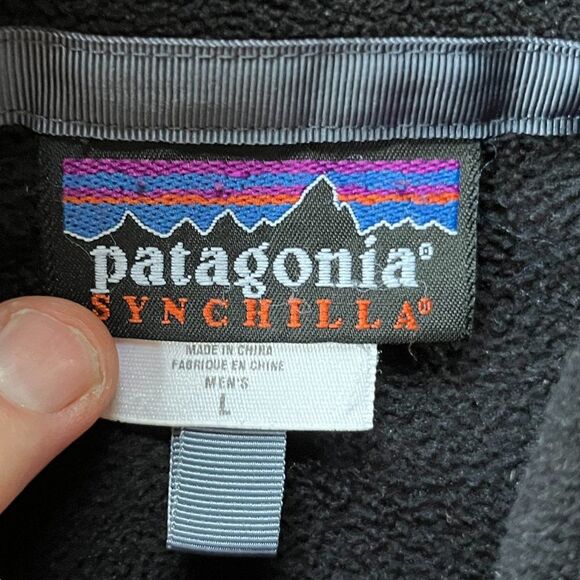 patagonia®
SYNCHILLA®
MADE IN CHINA
FABRIQUE EN CHINE
MEN'S
L